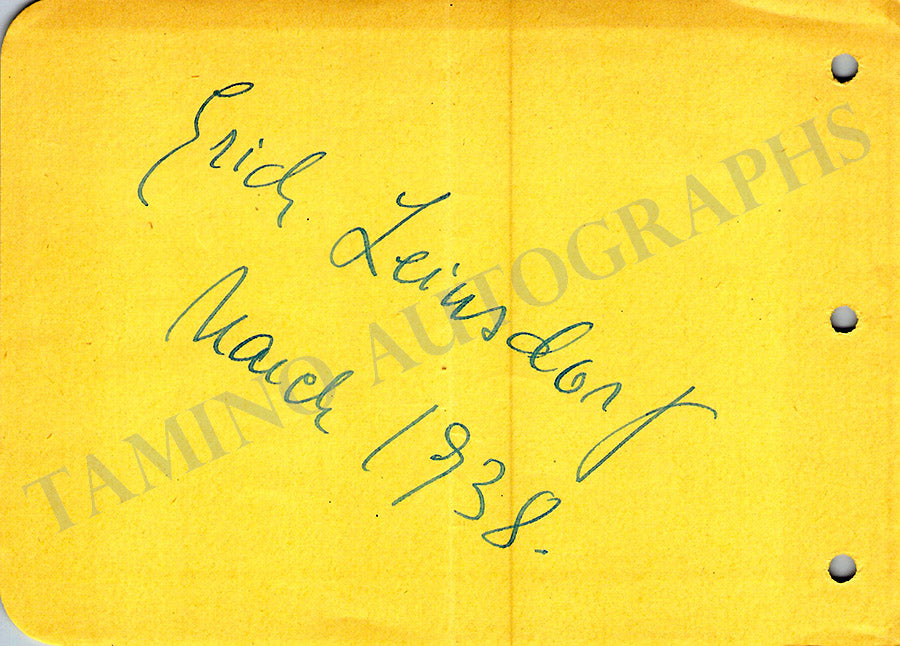 Erich Leinsdorf
March 1938.
TAMINO AUTOGRAPHS